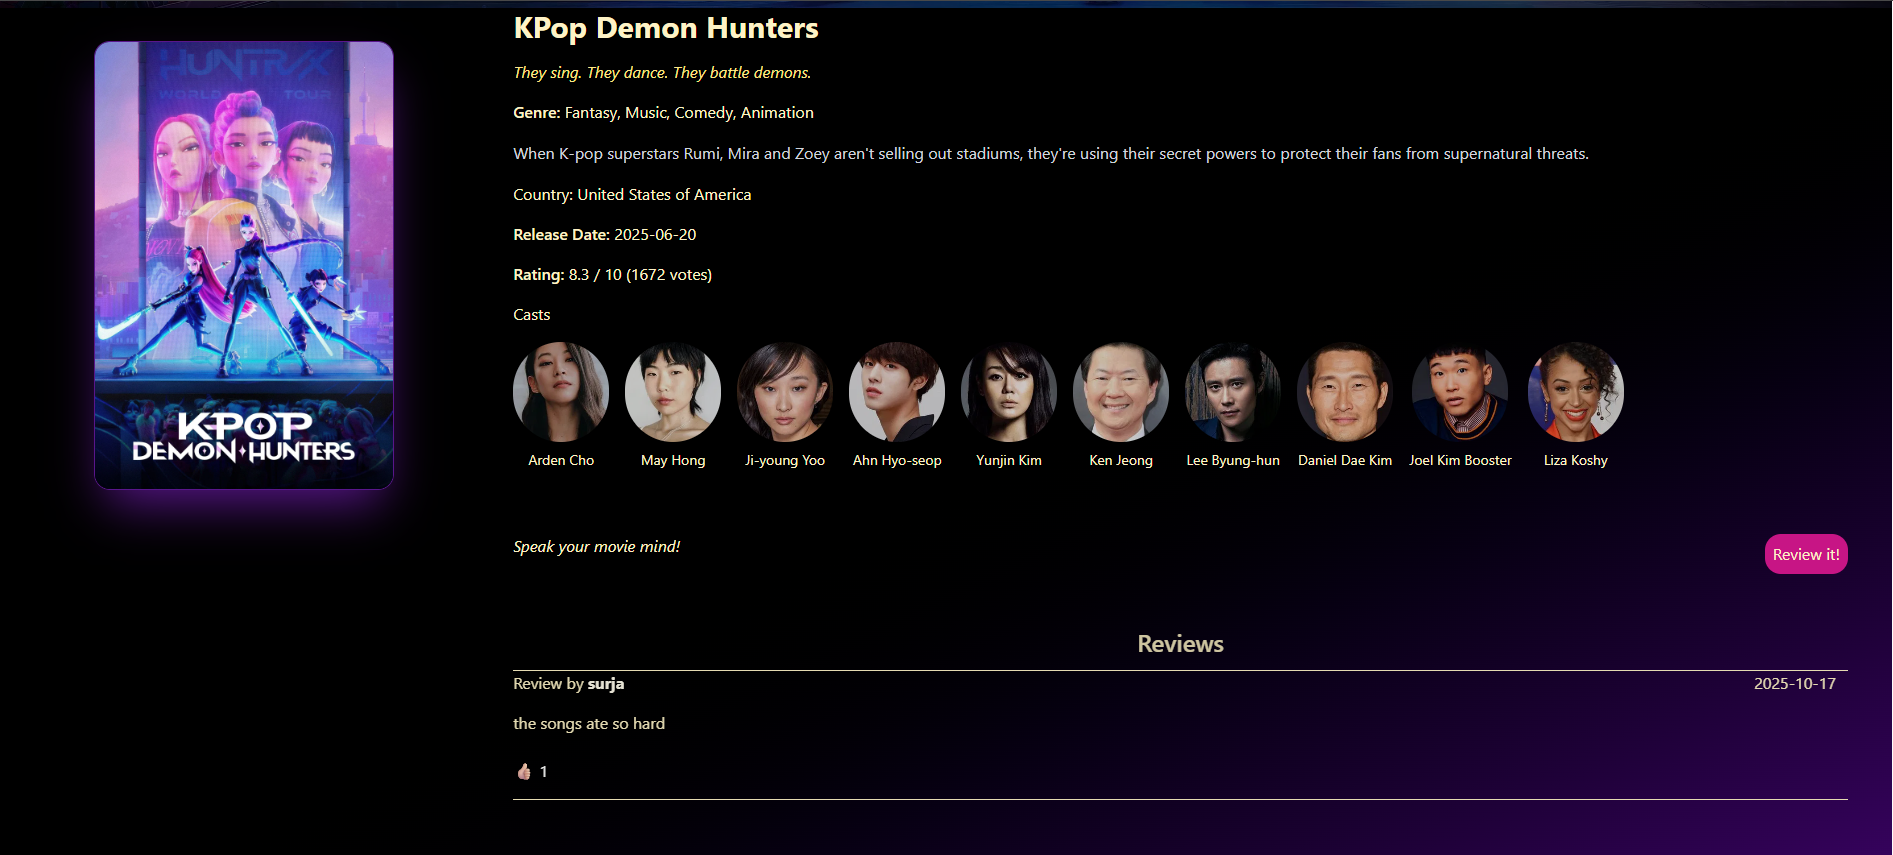 HUNTR/X
WORLD TOUR
KPOP
DEMON HUNTERS
KPop Demon Hunters
They sing. They dance. They battle demons.
Genre: Fantasy, Music, Comedy, Animation
When K-pop superstars Rumi, Mira and Zoey aren't selling out stadiums, they're using their secret powers to protect their fans from supernatural threats.
Country: United States of America
Release Date: 2025-06-20
Rating: 8.3 / 10 (1672 votes)
Casts
Arden Cho May Hong Ji-young Yoo Ahn Hyo-seop Yunjin Kim Ken Jeong Lee Byung-hun Daniel Dae Kim Joel Kim Booster Liza Koshy
Speak your movie mind! Review it!
Reviews
Review by surja 2025-10-17
the songs ate so hard
👍 1